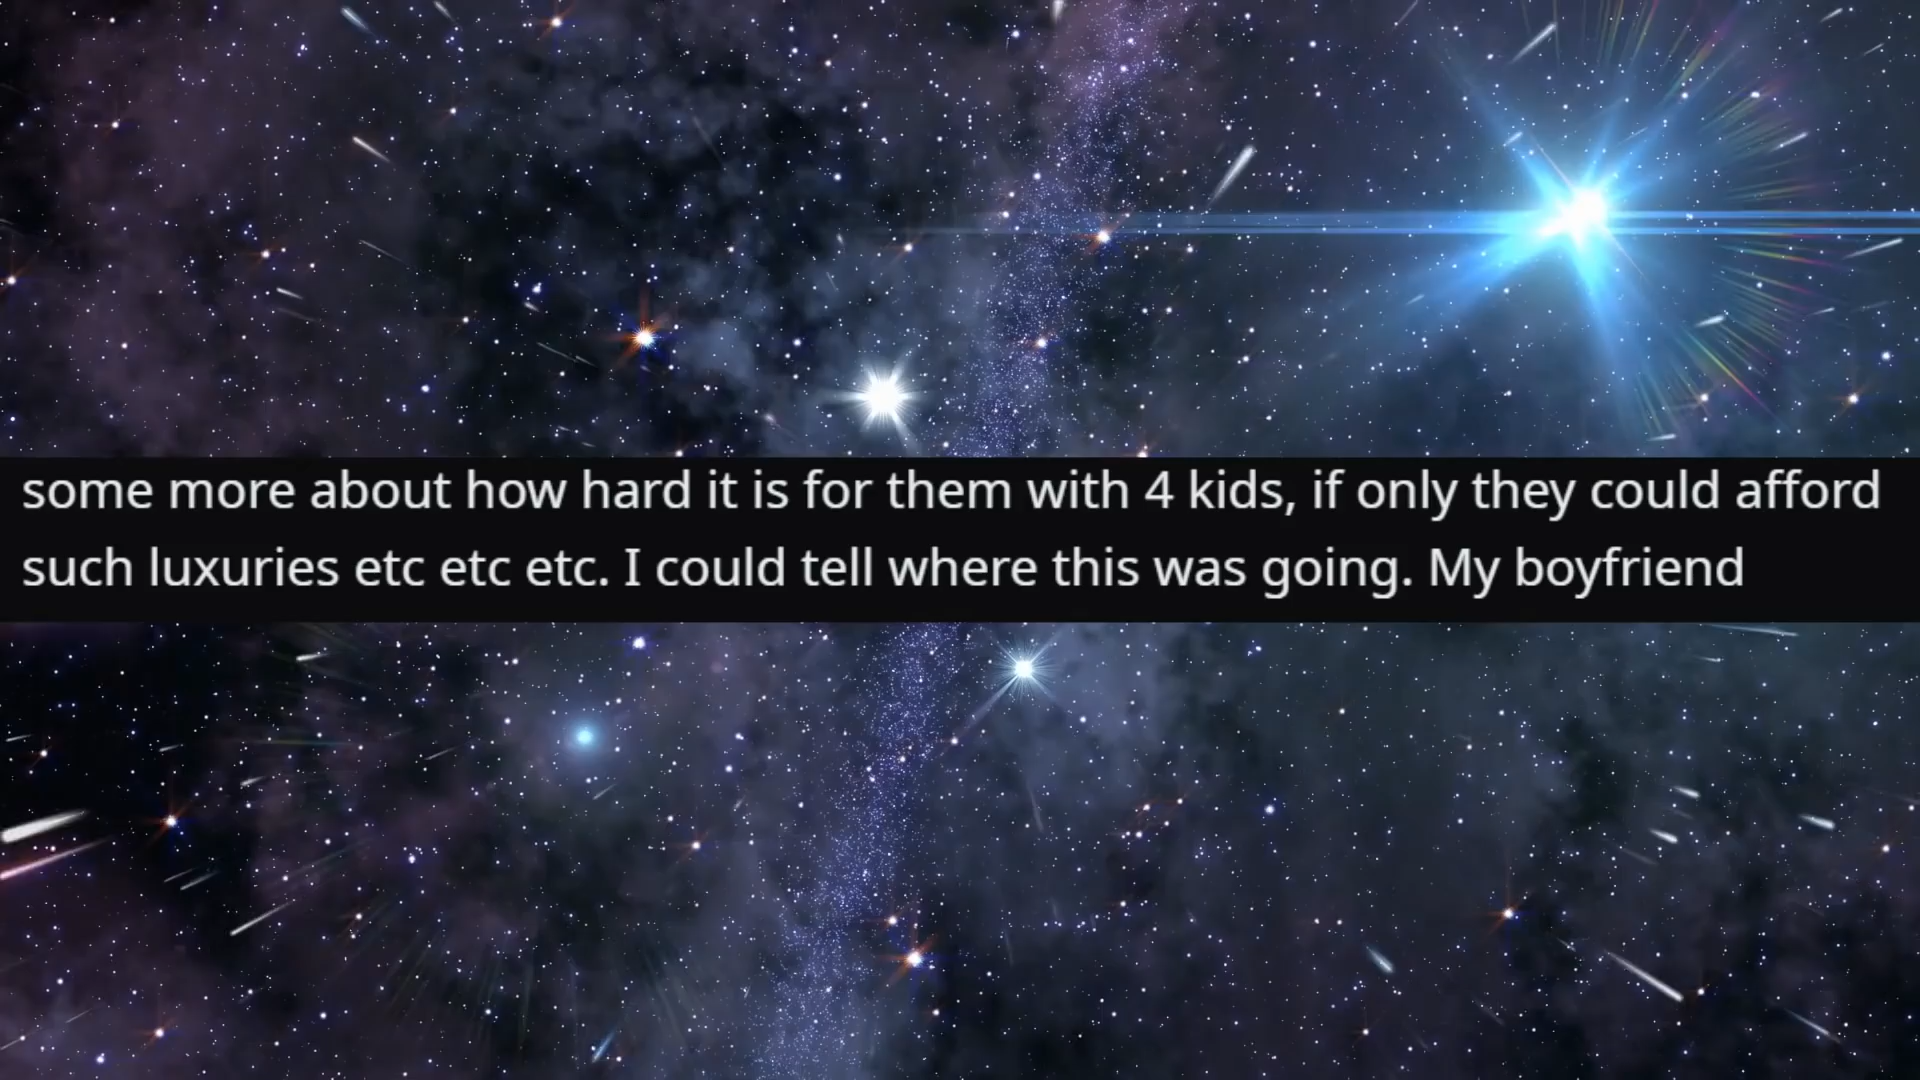 some more about how hard it is for them with 4 kids, if only they could afford
such luxuries etc etc etc. I could tell where this was going. My boyfriend